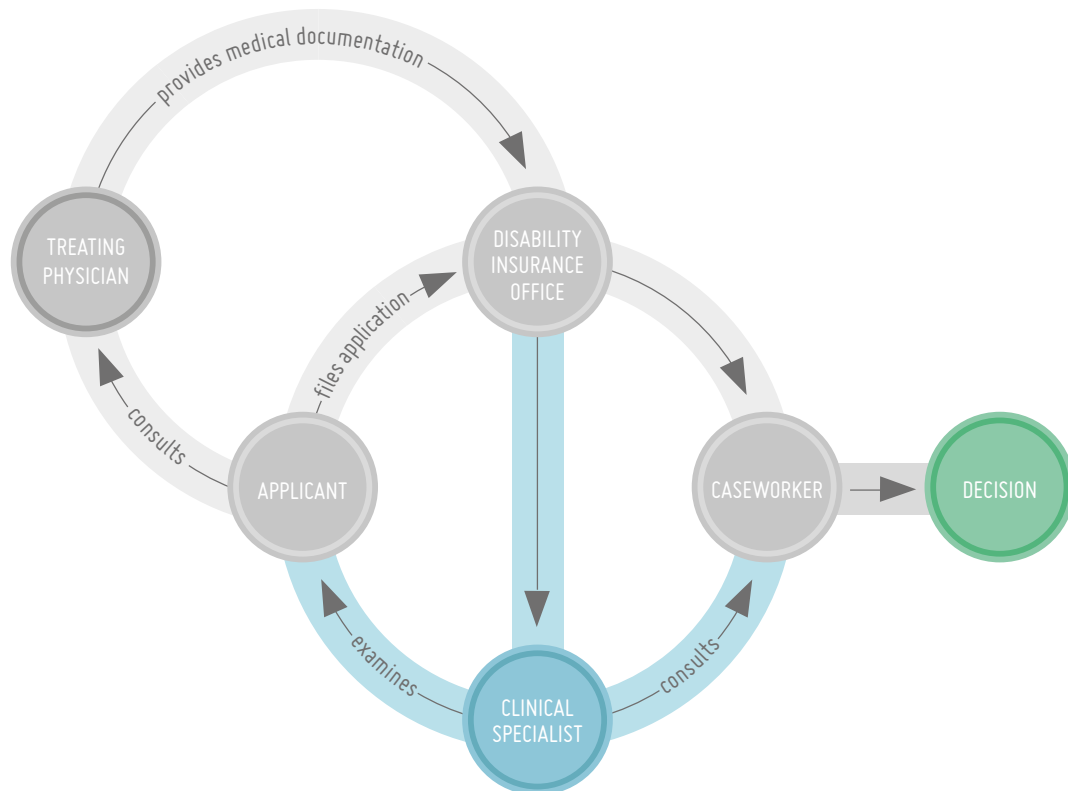 provides medical documentation
TREATING
PHYSICIAN
DISABILITY
INSURANCE
OFFICE
files application
consults
APPLICANT
CASEWORKER
DECISION
examines
consults
CLINICAL
SPECIALIST